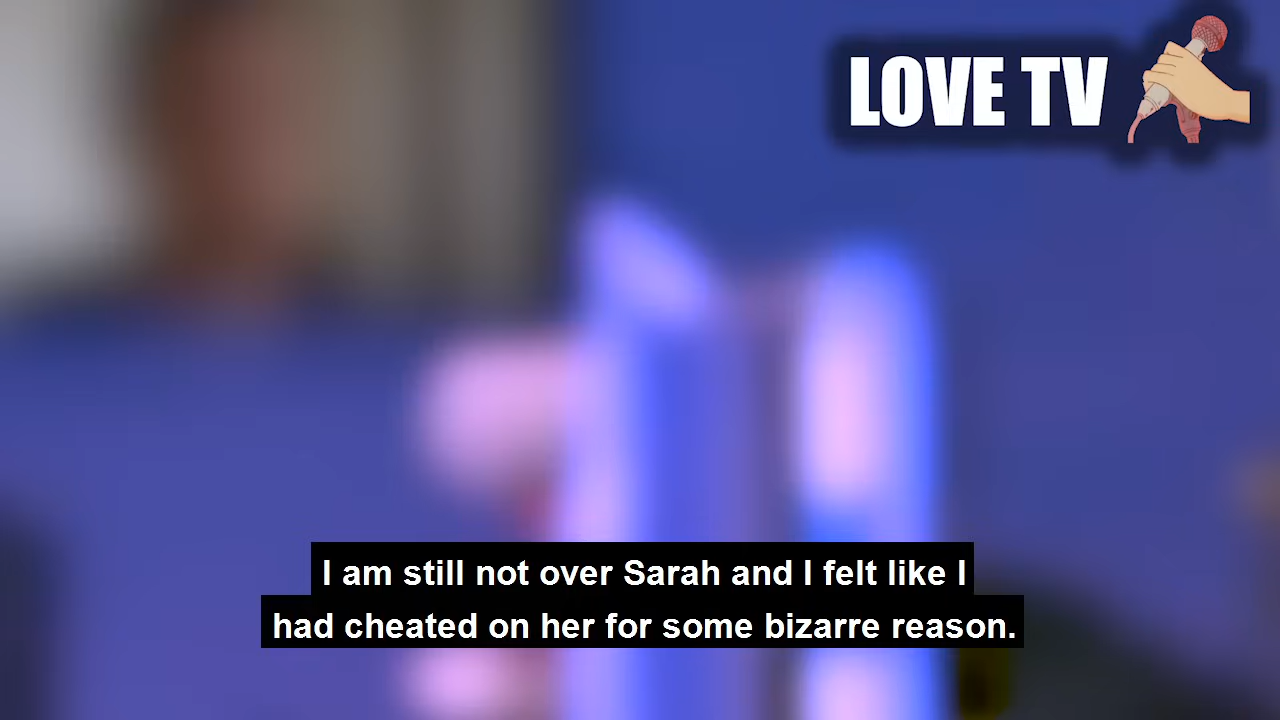 LOVE TV
I am still not over Sarah and I felt like I
had cheated on her for some bizarre reason.